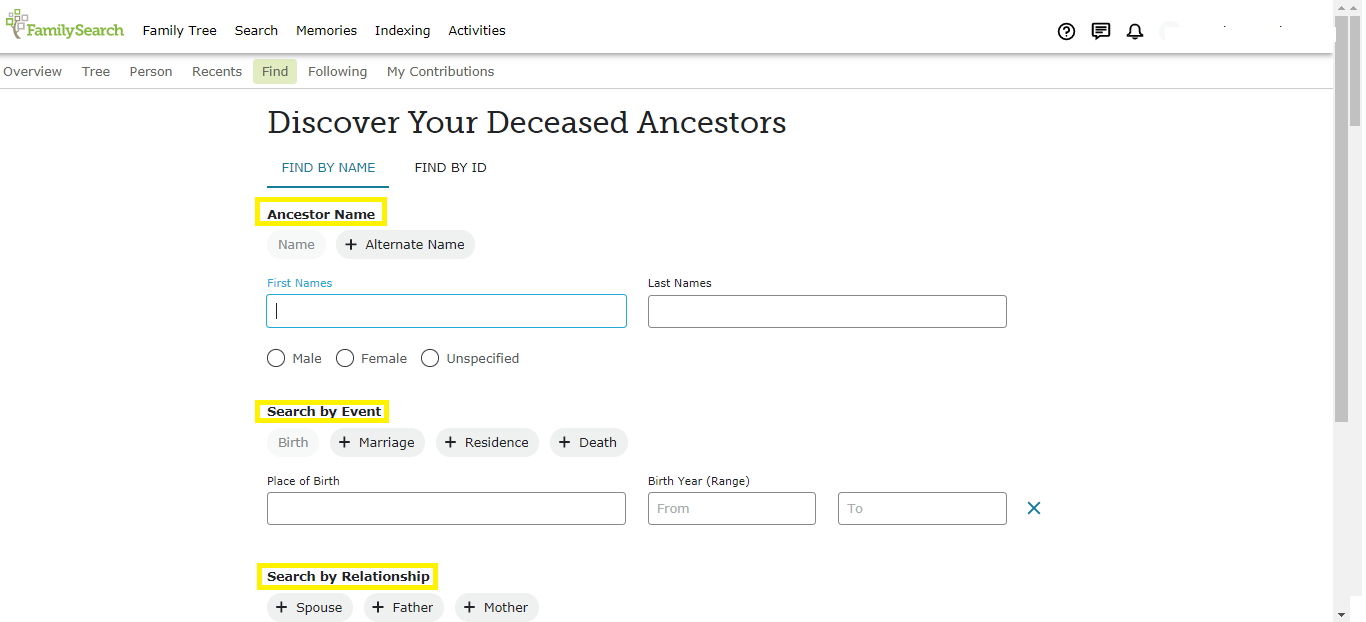 FamilySearch Family Tree Search Memories Indexing Activities
Overview Tree Person Recents Find Following My Contributions
Discover Your Deceased Ancestors
FIND BY NAME FIND BY ID
Ancestor Name
Name + Alternate Name
First Names Last Names
Male Female Unspecified
Search by Event
Birth + Marriage + Residence + Death
Place of Birth Birth Year (Range)
From To
Search by Relationship
+ Spouse + Father + Mother